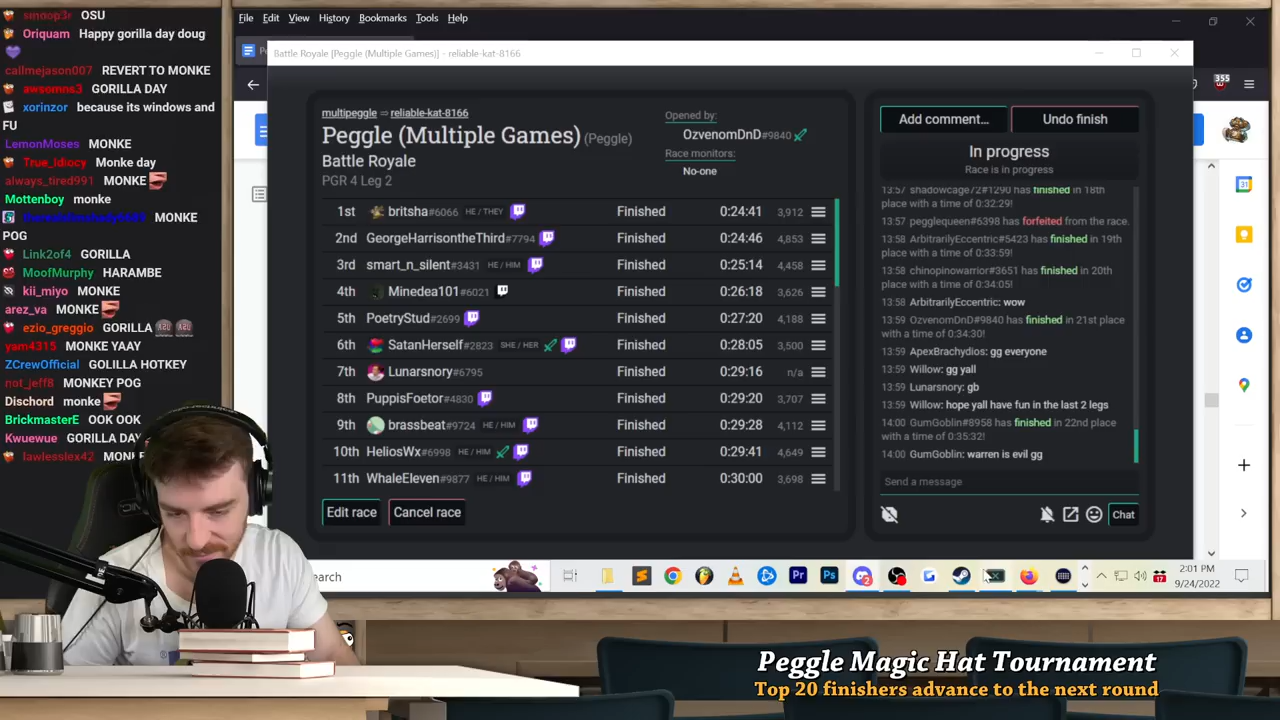 sinoop3r OSU
Oriquam Happy gorilla day doug
callmejason007 REVERT TO MONKE
awsomns3 GORILLA DAY
xorinzor because its windows and
FU
LemonMoses MONKE
True_Idiocy Monke day
always_tired991 MONKE
Mottenboy monke
MONKE
POG
Link2of4 GORILLA
MoofMurphy HARAMBE
kii_miyo MONKE
arez_va MONKE
ezio_greggio GORILLA
yam4315 MONKE YAAY
ZCrewOfficial GOLILLA HOTKEY
not_jeff8 MONKEY POG
Dischord monke
BrickmasterE OOK OOK
Kwuewue GORILLA DAY
lawlesslex42 MONKE
File Edit View History Bookmarks Tools Help
Battle Royale [Peggle (Multiple Games)] - reliable-kat-8166
355
multipeggle ⇨ reliable-kat-8166
Peggle (Multiple Games) (Peggle)
Battle Royale
PGR 4 Leg 2
Opened by:
OzvenomDnD#9840
Race monitors:
No-one
1st britsha#6066 HE / THEY Finished 0:24:41 3,912
2nd GeorgeHarrisontheThird#7794 Finished 0:24:46 4,853
3rd smart_n_silent#3431 HE / HIM Finished 0:25:14 4,458
4th Minedea101#6021 Finished 0:26:18 3,626
5th PoetryStud#2699 Finished 0:27:20 4,188
6th SatanHerself#2823 SHE / HER Finished 0:28:05 3,500
7th Lunarsnory#6795 Finished 0:29:16 n/a
8th PuppisFoetor#4830 Finished 0:29:20 3,707
9th brassbeat#9724 HE / HIM Finished 0:29:28 4,112
10th HeliosWx#6998 HE / HIM Finished 0:29:41 4,649
11th WhaleEleven#9877 HE / HIM Finished 0:30:00 3,698
Edit race Cancel race
Add comment... Undo finish
In progress
Race is in progress
13:57 shadowcage72#1290 has finished in 18th
place with a time of 0:32:29!
13:57 pegglequeen#6398 has forfeited from the race.
13:58 ArbitrarilyEccentric#5423 has finished in 19th
place with a time of 0:33:59!
13:58 chinopinowarrior#3651 has finished in 20th
place with a time of 0:34:05!
13:58 ArbitrarilyEccentric: wow
13:59 OzvenomDnD#9840 has finished in 21st place
with a time of 0:34:30!
13:59 ApexBrachydios: gg everyone
13:59 Willow: gg yall
13:59 Lunarsnory: gb
13:59 Willow: hope yall have fun in the last 2 legs
14:00 GumGoblin#8958 has finished in 22nd place
with a time of 0:35:32!
14:00 GumGoblin: warren is evil gg
Send a message
Chat
31
earch
Pr Ps
17
2:01 PM
9/24/2022
Peggle Magic Hat Tournament
Top 20 finishers advance to the next round